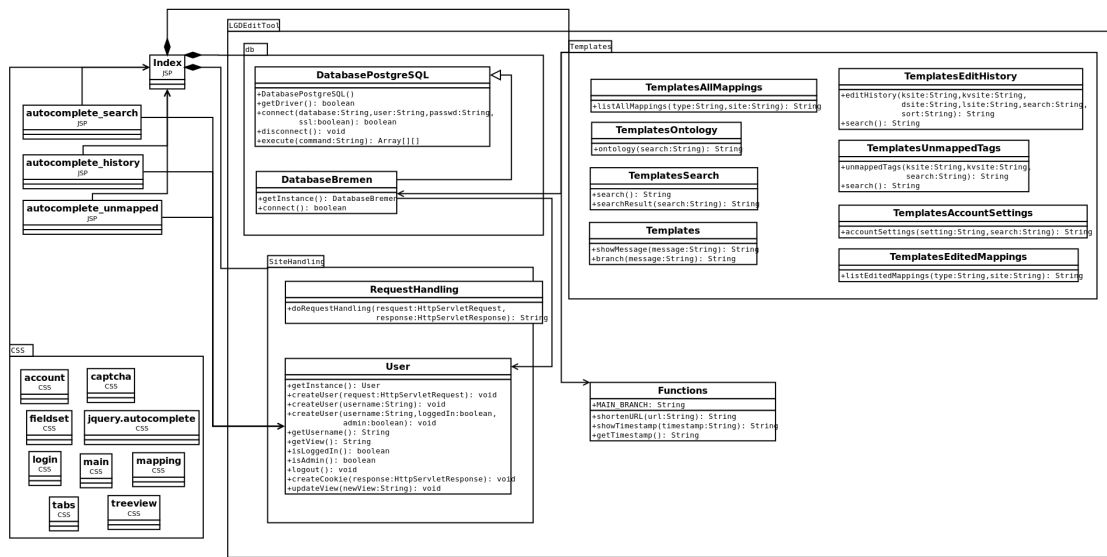 LGDEditTool
Templates
db
Index
JSP
autocomplete_search
JSP
autocomplete_history
JSP
autocomplete_unmapped
JSP
DatabasePostgreSQL
+DatabasePostgreSQL()
+getDriver(): boolean
+connect(database:String,user:String,passwd:String,
ssl:boolean): boolean
+disconnect(): void
+execute(command:String): Array[][]
DatabaseBremen
+getInstance(): DatabaseBremen
+connect(): boolean
TemplatesAllMappings
+listAllMappings(type:String,site:String): String
TemplatesOntology
+ontology(search:String): String
TemplatesSearch
+search(): String
+searchResult(search:String): String
Templates
+showMessage(message:String): String
+branch(message:String): String
TemplatesEditHistory
+editHistory(ksite:String,kvsite:String,
dsite:String,lsite:String,search:String,
sort:String): String
+search(): String
TemplatesUnmappedTags
+unmappedTags(ksite:String,kvsite:String,
search:String): String
+search(): String
TemplatesAccountSettings
+accountSettings(setting:String,search:String): String
TemplatesEditedMappings
+listEditedMappings(type:String,site:String): String
SiteHandling
RequestHandling
+doRequestHandling(resquest:HttpServletRequest,
response:HttpServletResponse): String
User
+getInstance(): User
+createUser(request:HttpServletRequest): void
+createUser(username:String): void
+createUser(username:String,loggedIn:boolean,
admin:boolean): void
+getUsername(): String
+getView(): String
+isLoggedIn(): boolean
+isAdmin(): boolean
+logout(): void
+createCookie(response:HttpServletResponse): void
+updateView(newView:String): void
Functions
+MAIN_BRANCH: String
+shortenURL(url:String): String
+showTimestamp(timestamp:String): String
+getTimestamp(): String
CSS
account
CSS
captcha
CSS
fieldset
CSS
jquery.autocomplete
CSS
login
CSS
main
CSS
mapping
CSS
tabs
CSS
treeview
CSS